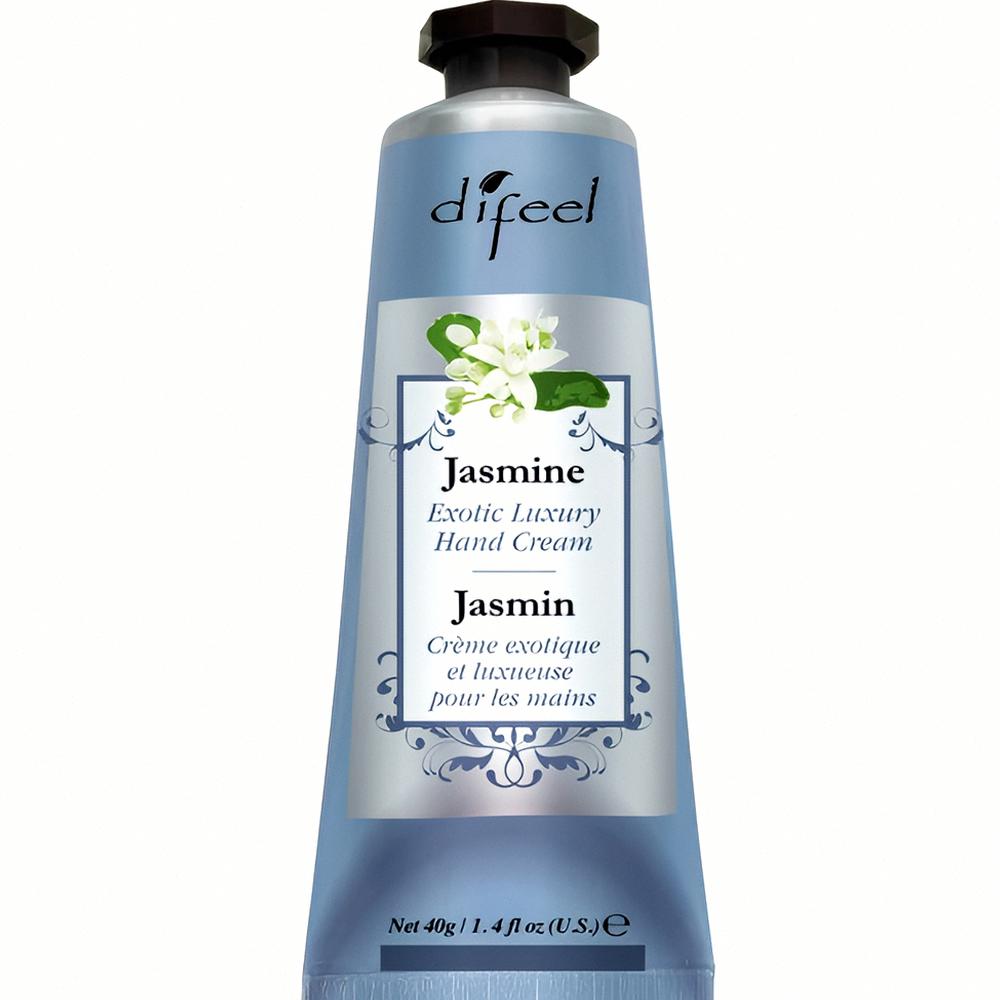 difeel
Jasmine
Exotic Luxury
Hand Cream
Jasmin
Crème exotique
et luxueuse
pour les mains
Net 40g / 1.4 fl oz (U.S.) ℮